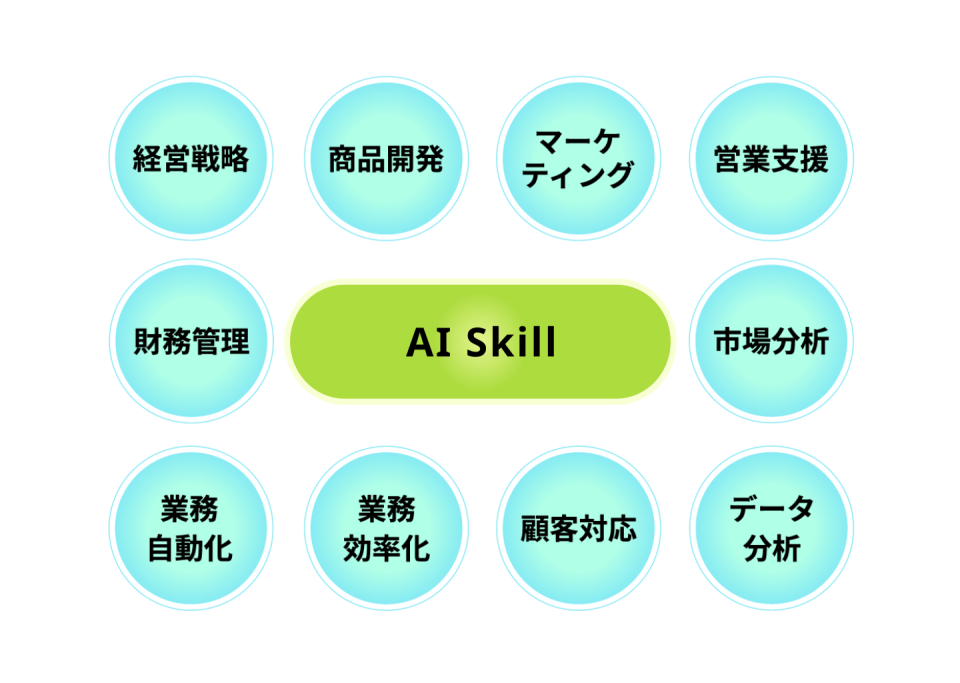 経営戦略
商品開発
マーケ
ティング
営業支援
財務管理
AI Skill
市場分析
業務
自動化
業務
効率化
顧客対応
データ
分析